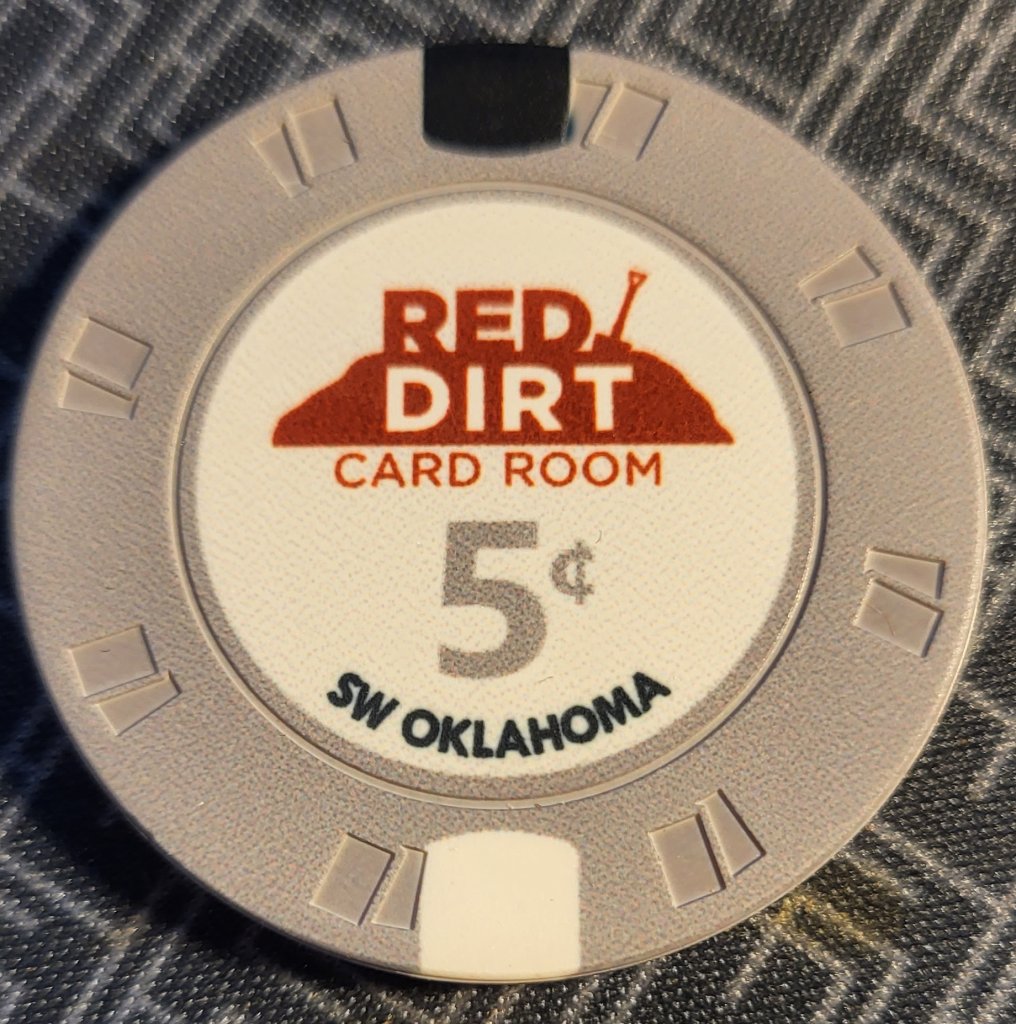 RED
DIRT
CARD ROOM
5¢
SW OKLAHOMA